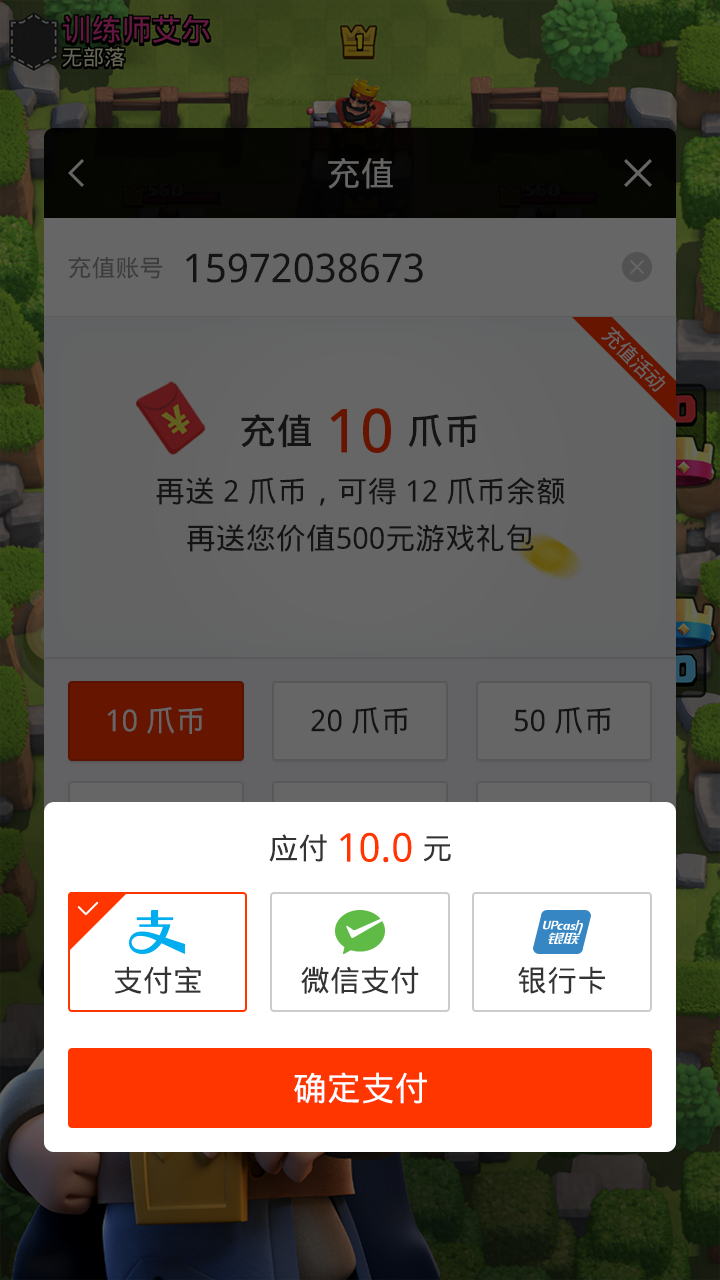 训练师艾尔
无部落
1
充值
充值账号 15972038673
充值活动
充值 10 爪币
再送 2 爪币，可得 12 爪币余额
再送您价值500元游戏礼包
10 爪币
20 爪币
50 爪币
应付 10.0 元
支付宝
微信支付
UPcash
银联
银行卡
确定支付